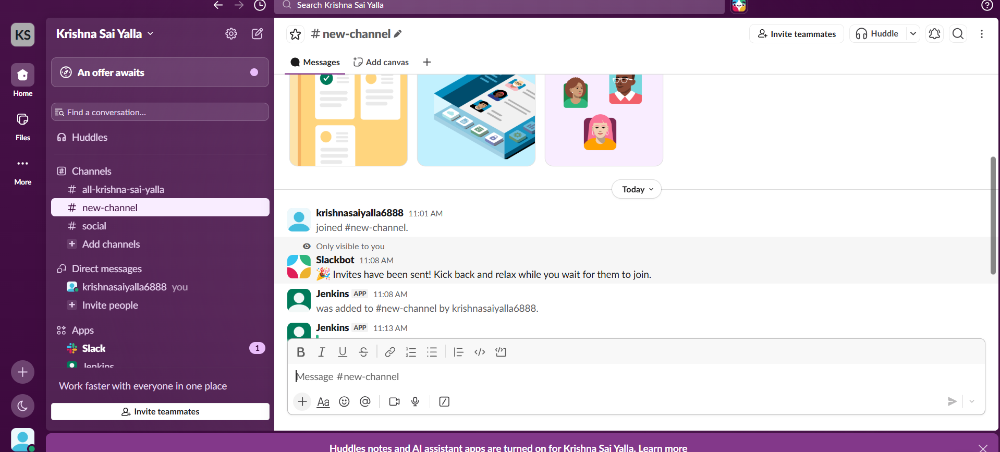 Search Krishna Sai Yalla
KS
Krishna Sai Yalla
# new-channel
Invite teammates
Huddle
An offer awaits
Messages
Add canvas
Home
Find a conversation...
Files
Huddles
More
Channels
# all-krishna-sai-yalla
# new-channel
# social
Add channels
Direct messages
krishnasaiyalla6888 you
Invite people
Apps
Slack 1
Jenkins
Work faster with everyone in one place
Invite teammates
Today
krishnasaiyalla6888 11:01 AM
joined #new-channel.
Only visible to you
Slackbot 11:08 AM
Invites have been sent! Kick back and relax while you wait for them to join.
Jenkins APP 11:08 AM
was added to #new-channel by krishnasaiyalla6888.
Jenkins APP 11:13 AM
B I U S
Message #new-channel
Aa
Huddles notes and AI assistant apps are turned on for Krishna Sai Yalla. Learn more